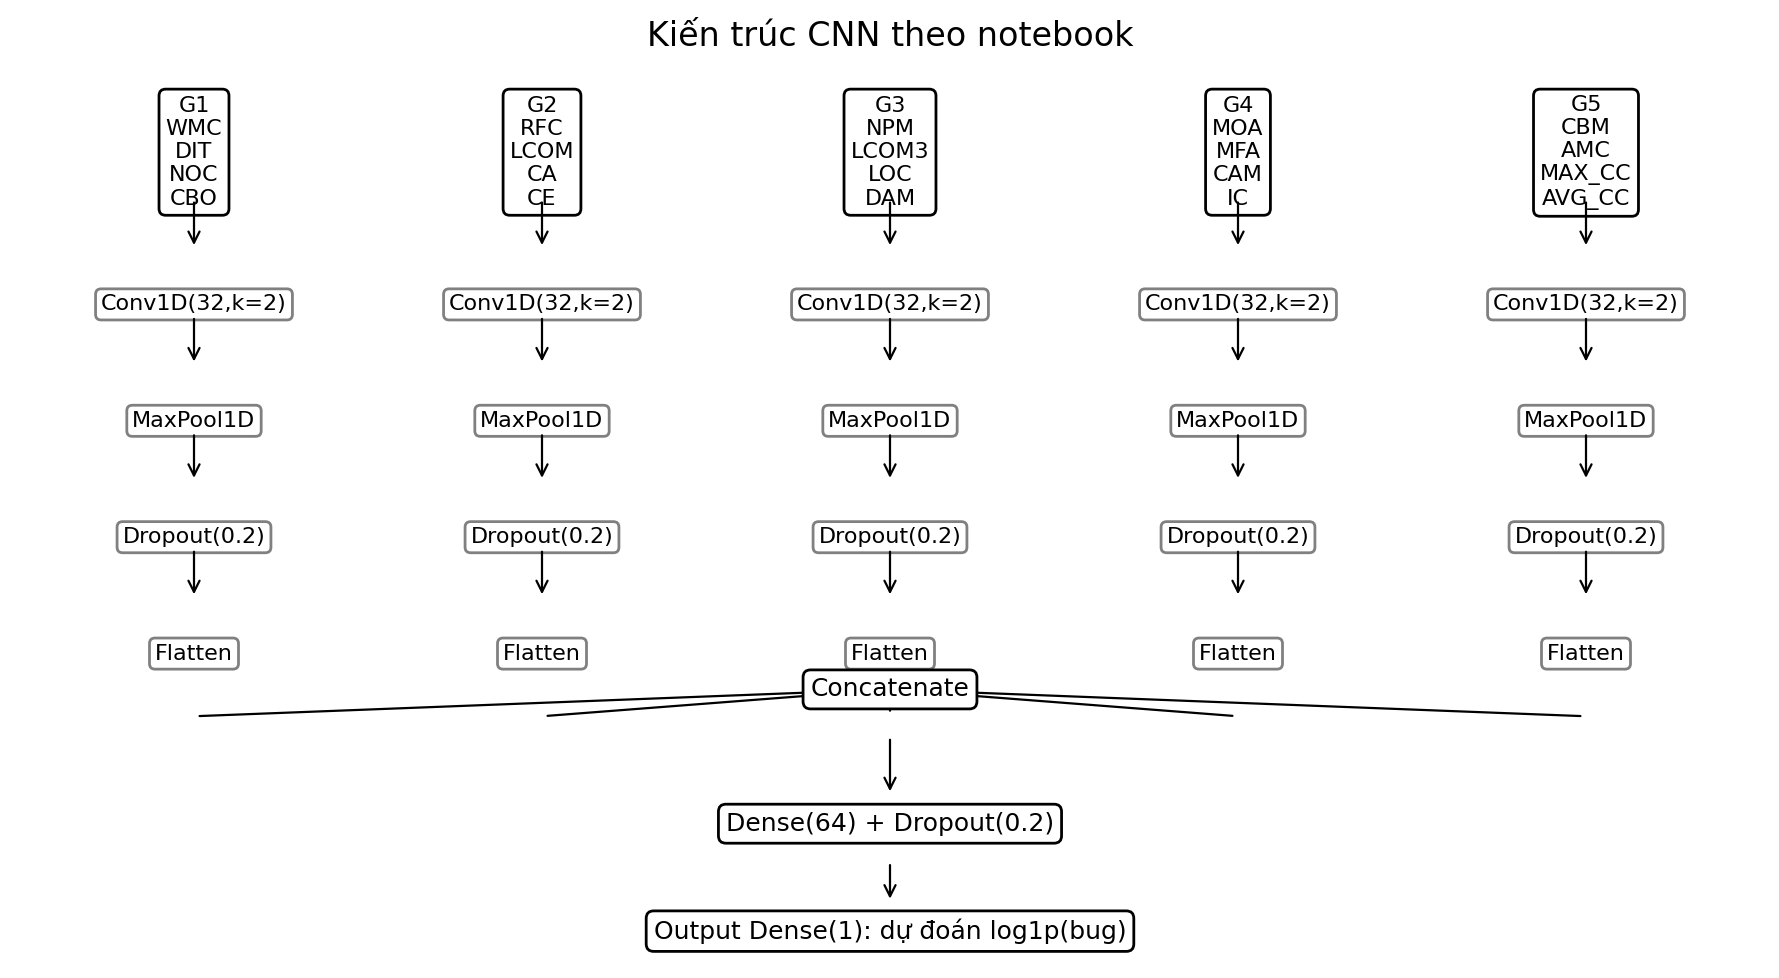 Kiến trúc CNN theo notebook
G1
WMC
DIT
NOC
CBO
G2
RFC
LCOM
CA
CE
G3
NPM
LCOM3
LOC
DAM
G4
MOA
MFA
CAM
IC
G5
CBM
AMC
MAX_CC
AVG_CC
Conv1D(32,k=2)
Conv1D(32,k=2)
Conv1D(32,k=2)
Conv1D(32,k=2)
Conv1D(32,k=2)
MaxPool1D
MaxPool1D
MaxPool1D
MaxPool1D
MaxPool1D
Dropout(0.2)
Dropout(0.2)
Dropout(0.2)
Dropout(0.2)
Dropout(0.2)
Flatten
Flatten
Flatten
Flatten
Flatten
Concatenate
Dense(64) + Dropout(0.2)
Output Dense(1): dự đoán log1p(bug)